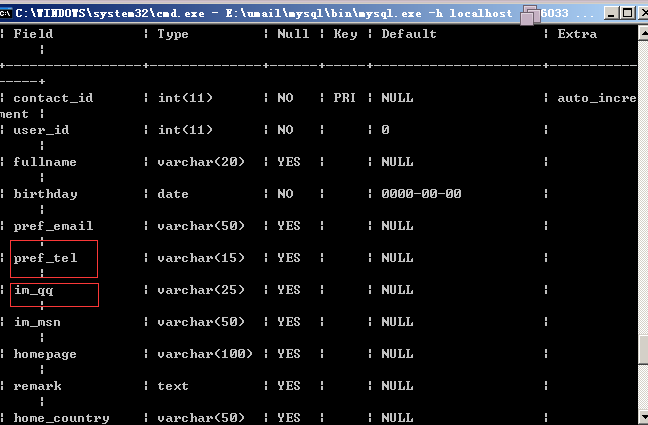 C:\WINDOWS\system32\cmd.exe - E:\umail\mysql\bin\mysql.exe -h localhost 6033 ...
| Field | Type | Null | Key | Default | Extra
|
+----------------+--------------+------+-----+-------------------+-----------
-----+
| contact_id | int(11) | NO | PRI | NULL | auto_incre
ment |
| user_id | int(11) | NO | | 0 |
|
| fullname | varchar(20) | YES | | NULL |
|
| birthday | date | NO | | 0000-00-00 |
|
| pref_email | varchar(50) | YES | | NULL |
|
| pref_tel | varchar(15) | YES | | NULL |
|
| im_qq | varchar(25) | YES | | NULL |
|
| im_msn | varchar(50) | YES | | NULL |
|
| homepage | varchar(100) | YES | | NULL |
|
| remark | text | YES | | NULL |
|
| home_country | varchar(50) | YES | | NULL |